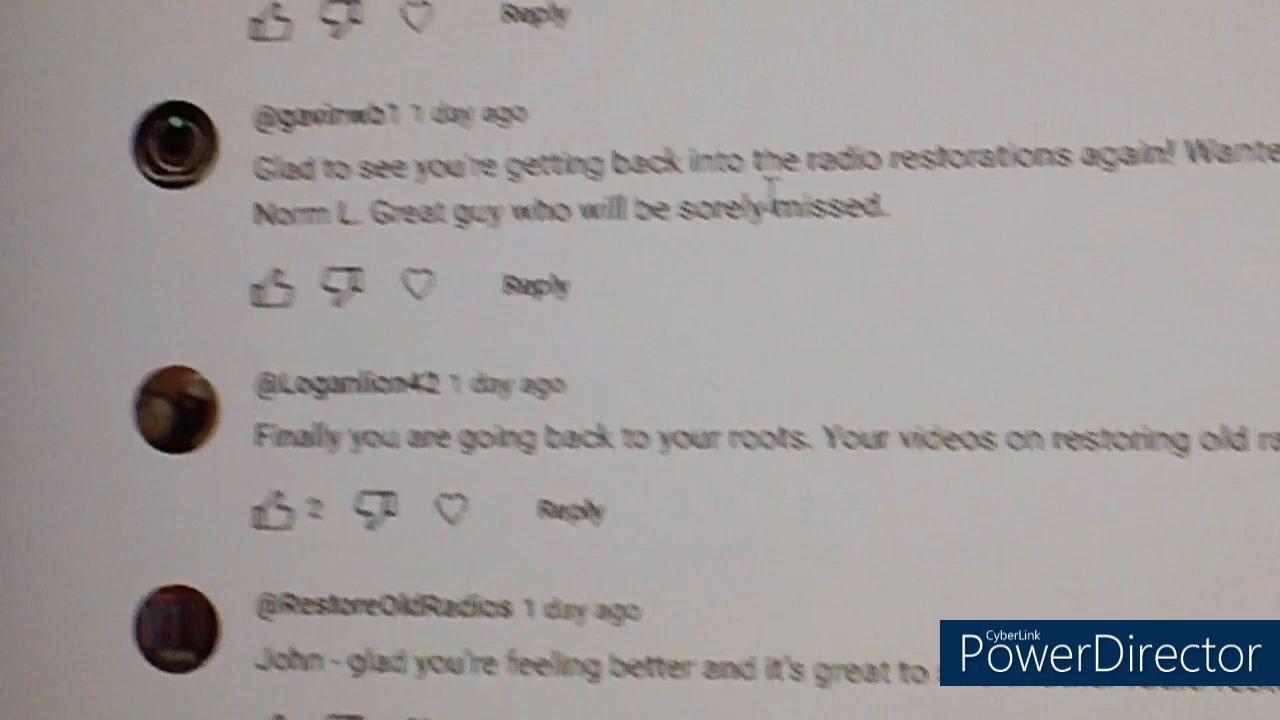 Reply
1 day ago
Glad to see you're getting back into the radio restorations again! Wante
Norm L. Great guy who will be sorely missed.
Reply
@Loganlion42 1 day ago
Finally you are going back to your roots. Your videos on restoring old ra
2
Reply
@RestoreOldRadios 1 day ago
John - glad you're feeling better and it's great to
CyberLink
PowerDirector